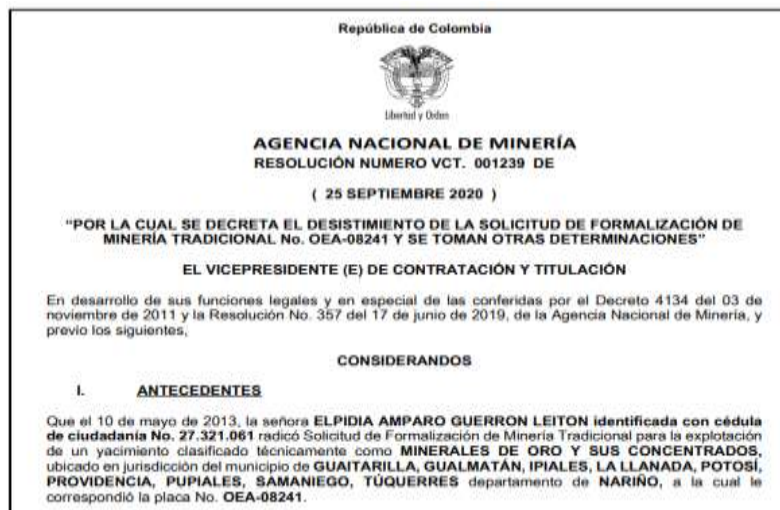 República de Colombia
Libertad y Orden
AGENCIA NACIONAL DE MINERÍA
RESOLUCIÓN NUMERO VCT. 001239 DE
( 25 SEPTIEMBRE 2020 )
"POR LA CUAL SE DECRETA EL DESISTIMIENTO DE LA SOLICITUD DE FORMALIZACIÓN DE
MINERÍA TRADICIONAL No. OEA-08241 Y SE TOMAN OTRAS DETERMINACIONES"
EL VICEPRESIDENTE (E) DE CONTRATACIÓN Y TITULACIÓN
En desarrollo de sus funciones legales y en especial de las conferidas por el Decreto 4134 del 03 de
noviembre de 2011 y la Resolución No. 357 del 17 de junio de 2019, de la Agencia Nacional de Minería, y
previo los siguientes,
CONSIDERANDOS
I. ANTECEDENTES
Que el 10 de mayo de 2013, la señora ELPIDIA AMPARO GUERRON LEITON identificada con cédula
de ciudadanía No. 27.321.061 radicó Solicitud de Formalización de Minería Tradicional para la explotación
de un yacimiento clasificado técnicamente como MINERALES DE ORO Y SUS CONCENTRADOS,
ubicado en jurisdicción del municipio de GUAITARILLA, GUALMATÁN, IPIALES, LA LLANADA, POTOSÍ,
PROVIDENCIA, PUPIALES, SAMANIEGO, TÚQUERRES departamento de NARIÑO, a la cual le
correspondió la placa No. OEA-08241.